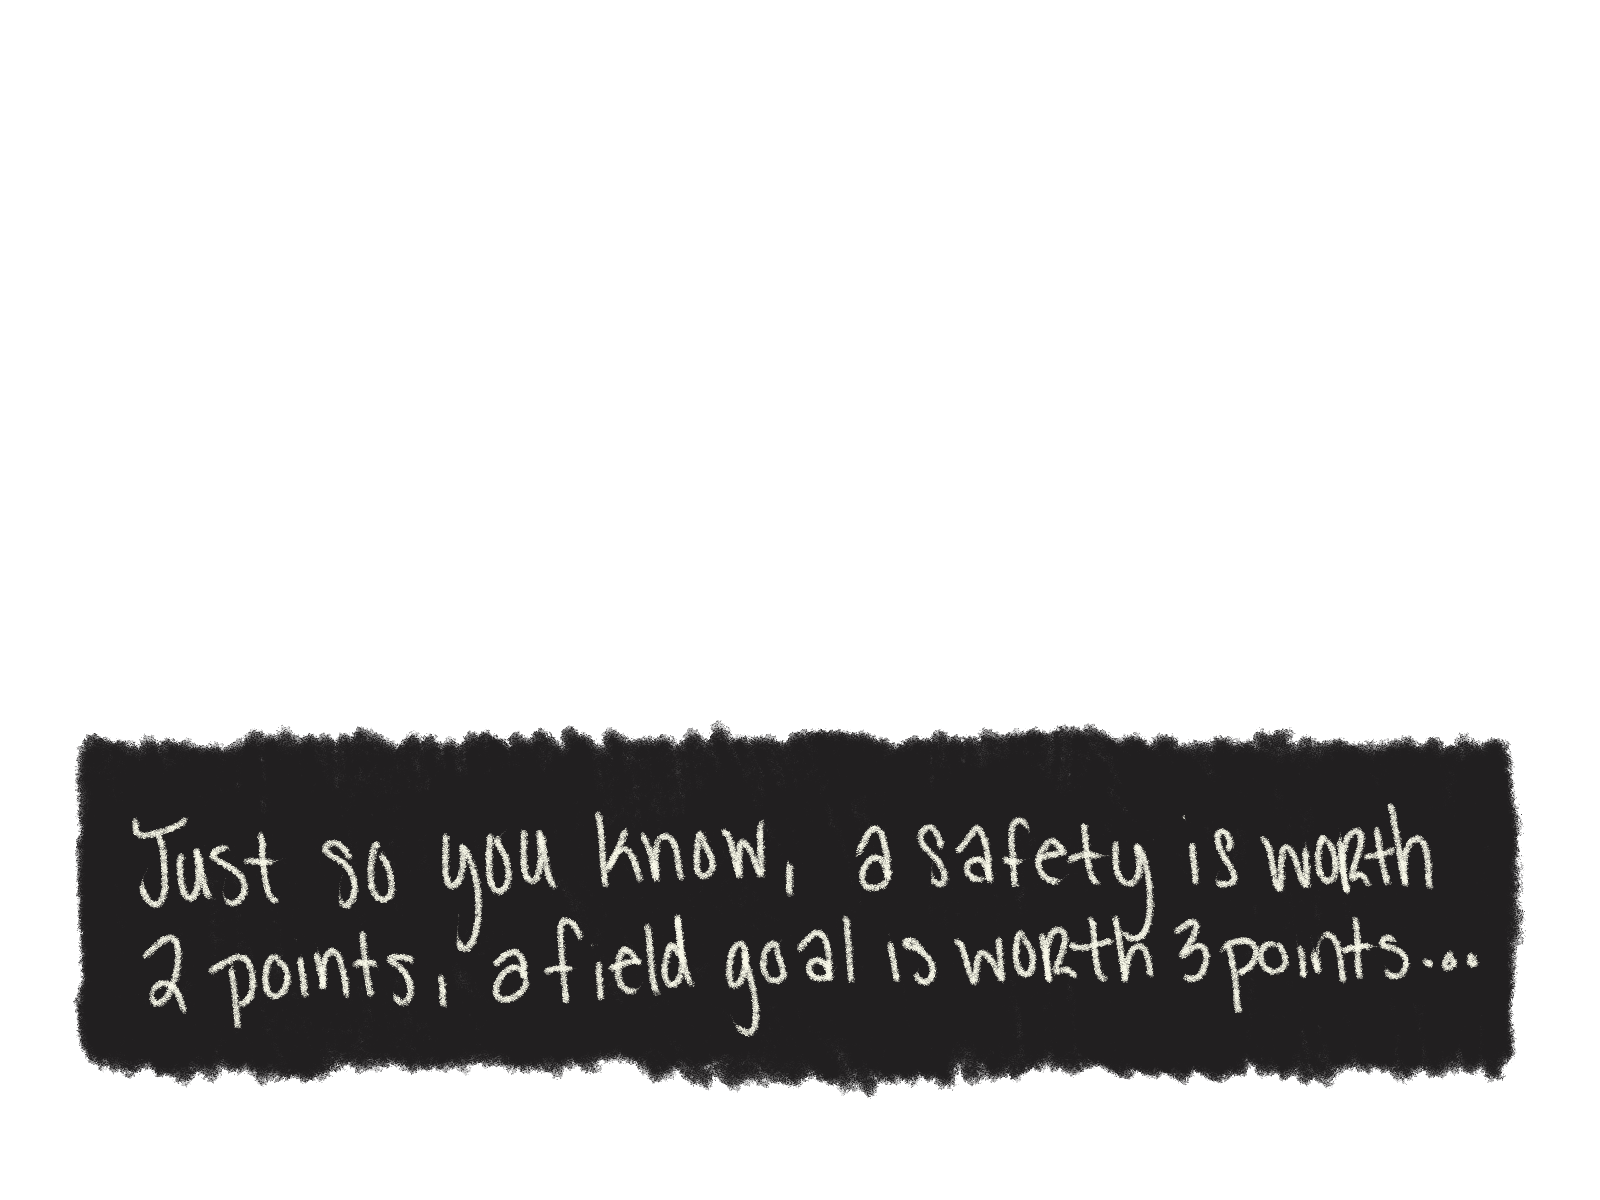 Just so you know, a safety is worth
2 points, a field goal is worth 3 points...